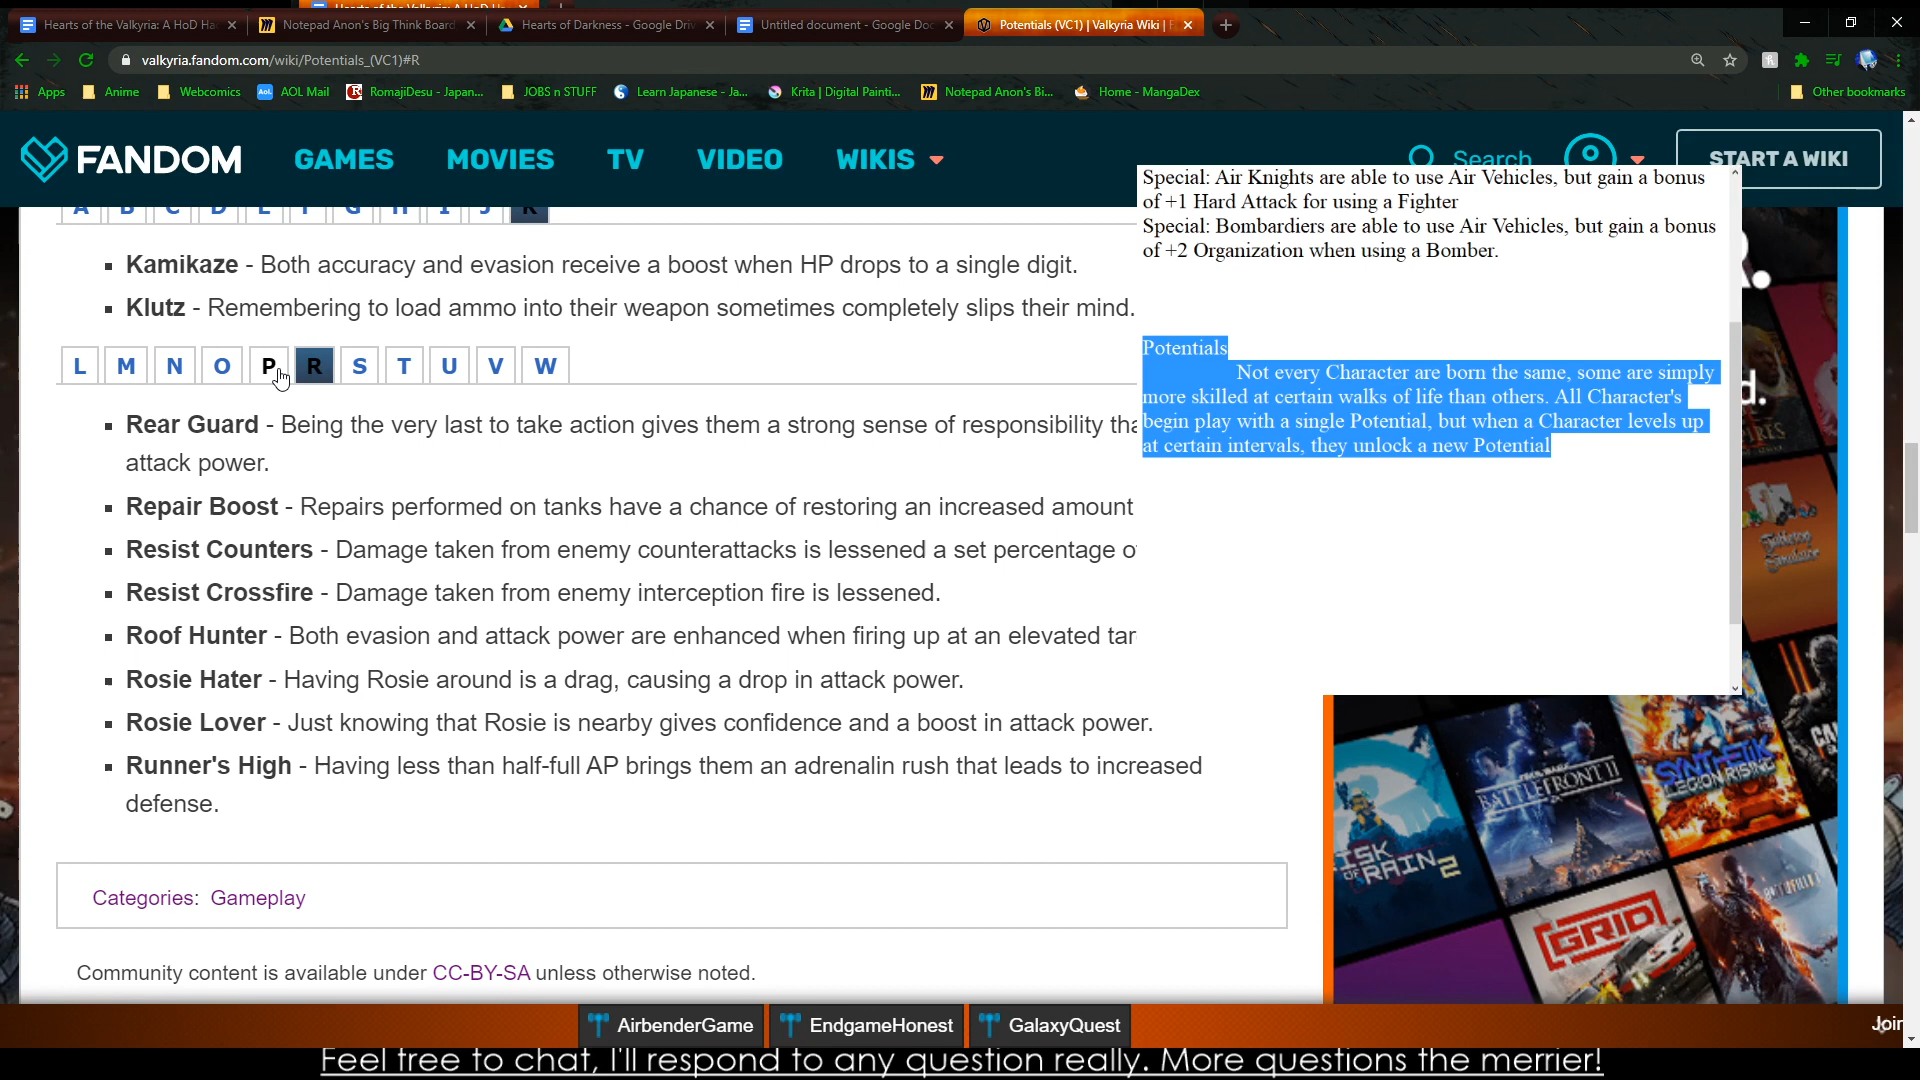 Hearts of the Valkyria: A HoD Ha
Notepad Anon's Big Think Board
Hearts of Darkness - Google Driv
Untitled document - Google Doc
Potentials (VC1) | Valkyria Wiki | F
valkyria.fandom.com/wiki/Potentials_(VC1)#R
Apps
Anime
Webcomics
AOL Mail
RomajiDesu - Japan...
JOBS n STUFF
Learn Japanese - Ja...
Krita | Digital Painti...
Notepad Anon's Bi...
Home - MangaDex
Other bookmarks
FANDOM
GAMES MOVIES TV VIDEO WIKIS
Search
START A WIKI
A B C D E F G H I J K
Kamikaze - Both accuracy and evasion receive a boost when HP drops to a single digit.
Klutz - Remembering to load ammo into their weapon sometimes completely slips their mind.
L M N O P R S T U V W
Rear Guard - Being the very last to take action gives them a strong sense of responsibility tha
attack power.
Repair Boost - Repairs performed on tanks have a chance of restoring an increased amount
Resist Counters - Damage taken from enemy counterattacks is lessened a set percentage o
Resist Crossfire - Damage taken from enemy interception fire is lessened.
Roof Hunter - Both evasion and attack power are enhanced when firing up at an elevated tar
Rosie Hater - Having Rosie around is a drag, causing a drop in attack power.
Rosie Lover - Just knowing that Rosie is nearby gives confidence and a boost in attack power.
Runner's High - Having less than half-full AP brings them an adrenalin rush that leads to increased
defense.
Categories: Gameplay
Community content is available under CC-BY-SA unless otherwise noted.
Special: Air Knights are able to use Air Vehicles, but gain a bonus
of +1 Hard Attack for using a Fighter
Special: Bombardiers are able to use Air Vehicles, but gain a bonus
of +2 Organization when using a Bomber.
Potentials
Not every Character are born the same, some are simply
more skilled at certain walks of life than others. All Character's
begin play with a single Potential, but when a Character levels up
at certain intervals, they unlock a new Potential
R.
d.
Tabletop
Simulator
BATTLEFRONT II
SYNTHETIK
LEGION RISING
RISK
OF RAIN 2
GRID
AirbenderGame
EndgameHonest
GalaxyQuest
Join
Feel free to chat, I'll respond to any question really. More questions the merrier!